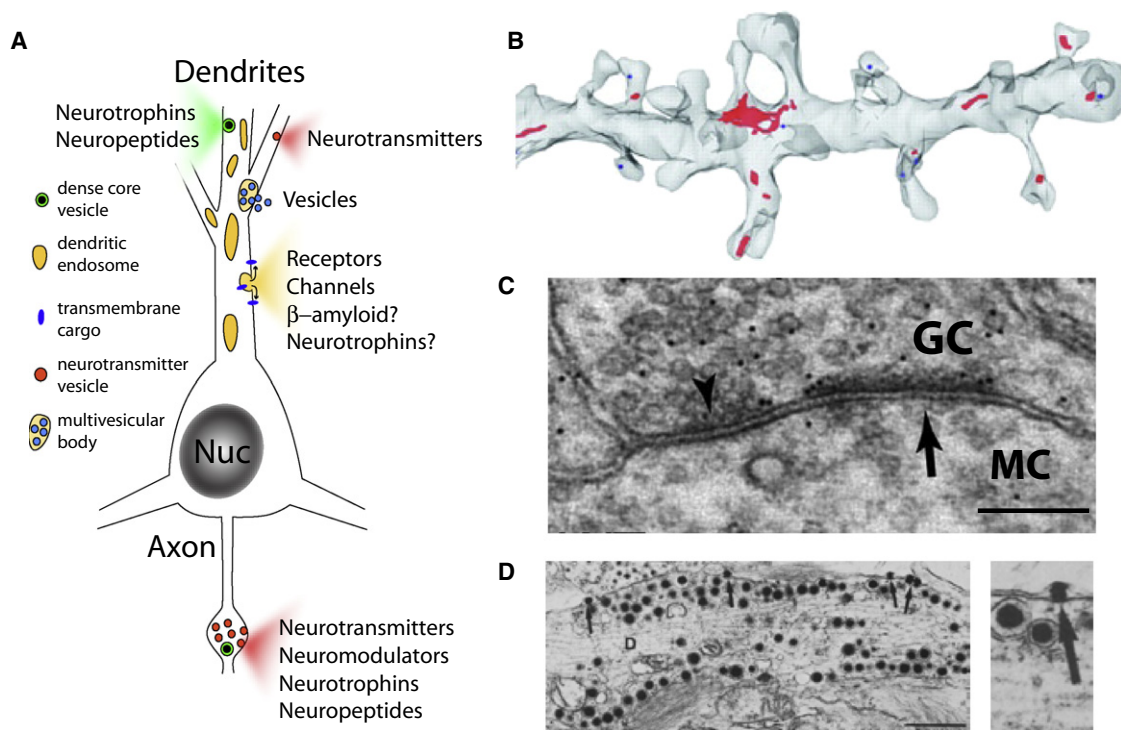 A
Dendrites
Neurotrophins
Neuropeptides
Neurotransmitters
dense core
vesicle
Vesicles
dendritic
endosome
Receptors
Channels
β–amyloid?
Neurotrophins?
transmembrane
cargo
neurotransmitter
vesicle
multivesicular
body
Nuc
Axon
Neurotransmitters
Neuromodulators
Neurotrophins
Neuropeptides
B
C
GC
MC
D
D